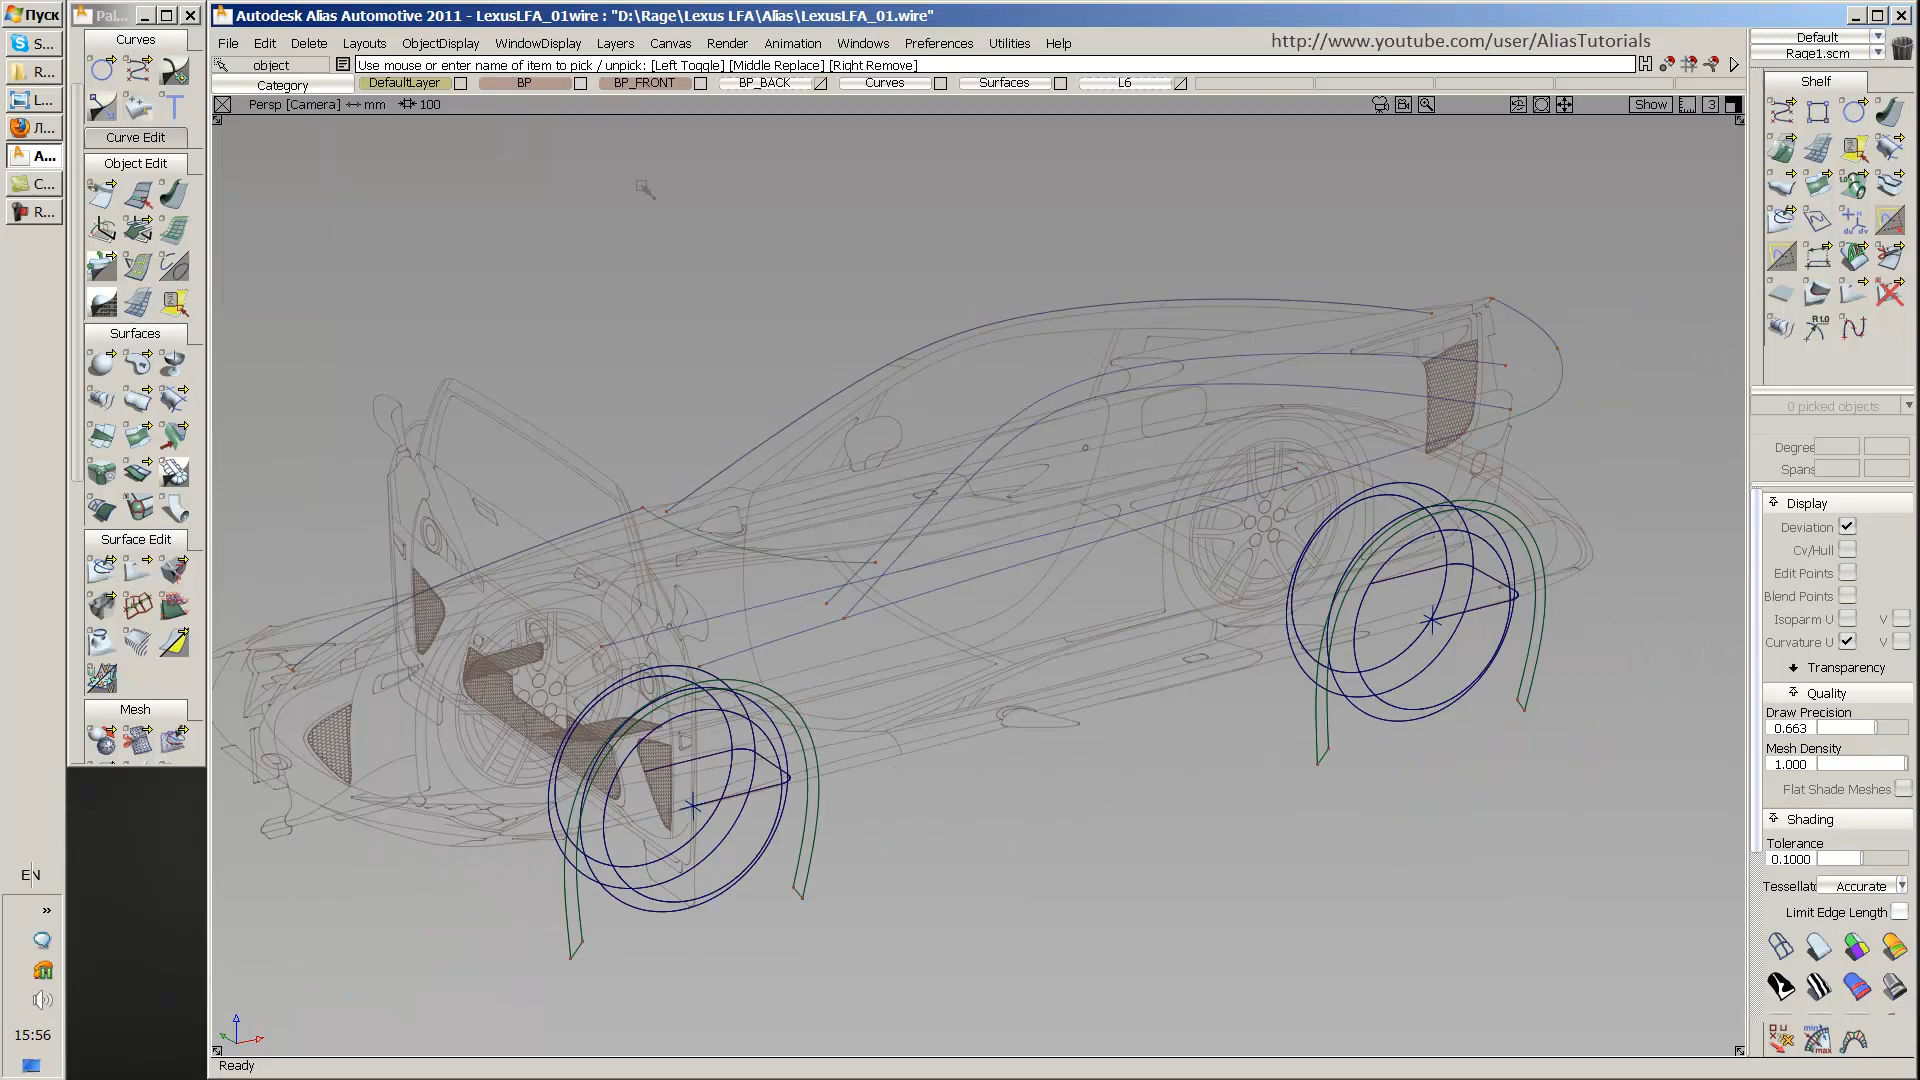 Пуск
Pal...
Autodesk Alias Automotive 2011 - LexusLFA_01wire : "D:\Rage\Lexus LFA\Alias\LexusLFA_01.wire"
Default
S...
Curves
File Edit Delete Layouts ObjectDisplay WindowDisplay Layers Canvas Render Animation Windows Preferences Utilities Help
http://www.youtube.com/user/AliasTutorials
Rage1.scm
R...
object
Use mouse or enter name of item to pick / unpick: [Left Toggle] [Middle Replace] [Right Remove]
Category DefaultLayer BP BP_FRONT BP_BACK Curves Surfaces L6
Shelf
L...
Persp [Camera] mm 100
Show
3
Л...
Curve Edit
A...
Object Edit
C...
R...
Surfaces
0 picked objects
Degree
Spans
Display
Deviation
Surface Edit
Cv/Hull
Edit Points
Blend Points
Isoparm U V
Curvature U V
Transparency
Quality
Mesh
Draw Precision
0.663
Mesh Density
1.000
Flat Shade Meshes
Shading
Tolerance
0.1000
EN
Tessellat Accurate
Limit Edge Length
15:56
Ready